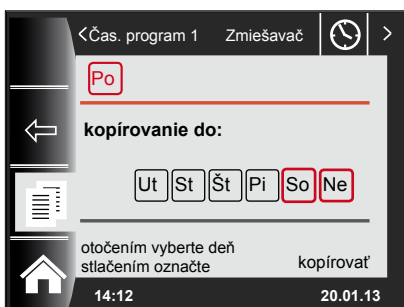 <Čas. program 1 Zmiešavač >
Po
kopírovanie do:
Ut St Št Pi So Ne
otočením vyberte deň
stlačením označte kopírovať
14:12 20.01.13